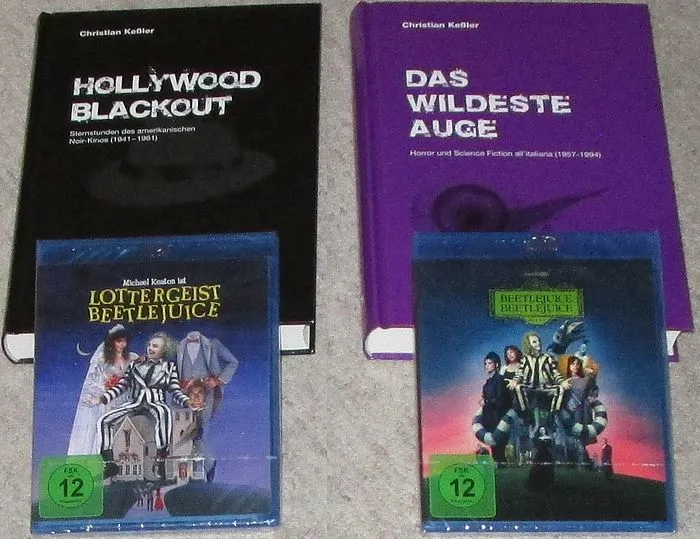 Christian Keßler
HOLLYWOOD
BLACKOUT
Sternstunden des amerikanischen
Noir-Kinos (1941–1961)
Christian Keßler
DAS
WILDESTE
AUGE
Horror und Science Fiction all'italiana (1957–1994)
Michael Keaton ist
LOTTERGEIST
BEETLEJUICE
FSK
12
BEETLEJUICE
BEETLEJUICE
FSK
12